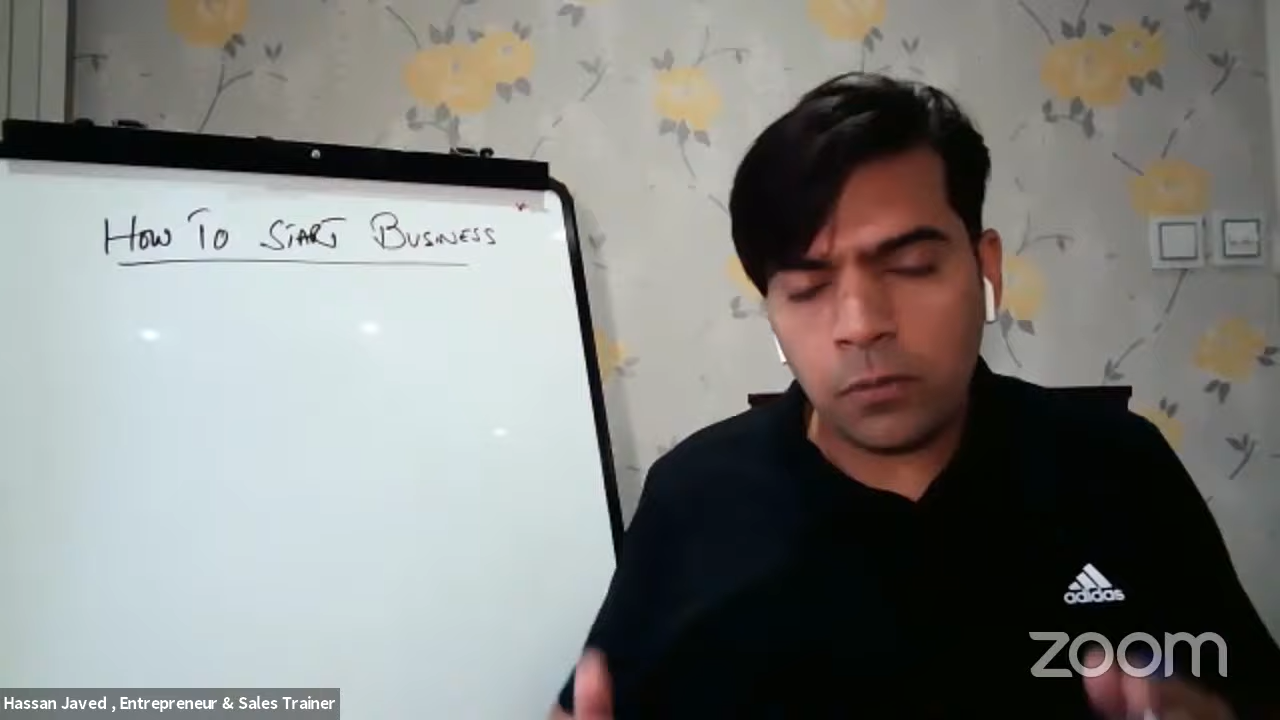 HOW TO START BUSINESS
adidas
zoom
Hassan Javed , Entrepreneur & Sales Trainer